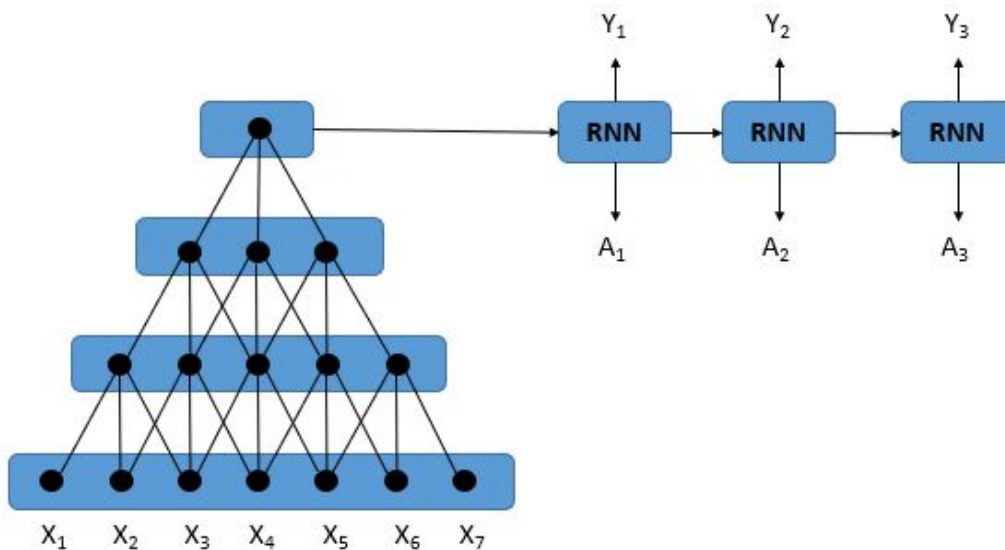 Y₁ Y₂ Y₃
RNN RNN RNN
A₁ A₂ A₃
X₁ X₂ X₃ X₄ X₅ X₆ X₇